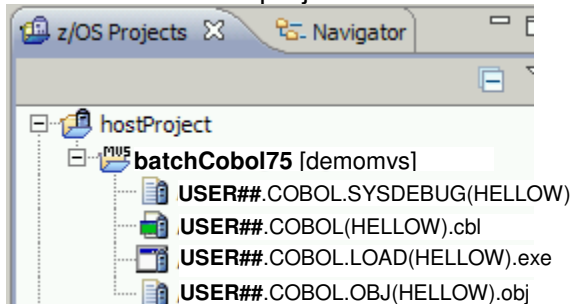 z/OS Projects Navigator
hostProject
MVS batchCobol75 [demomvs]
USER##.COBOL.SYSDEBUG(HELLOW)
USER##.COBOL(HELLOW).cbl
USER##.COBOL.LOAD(HELLOW).exe
USER##.COBOL.OBJ(HELLOW).obj